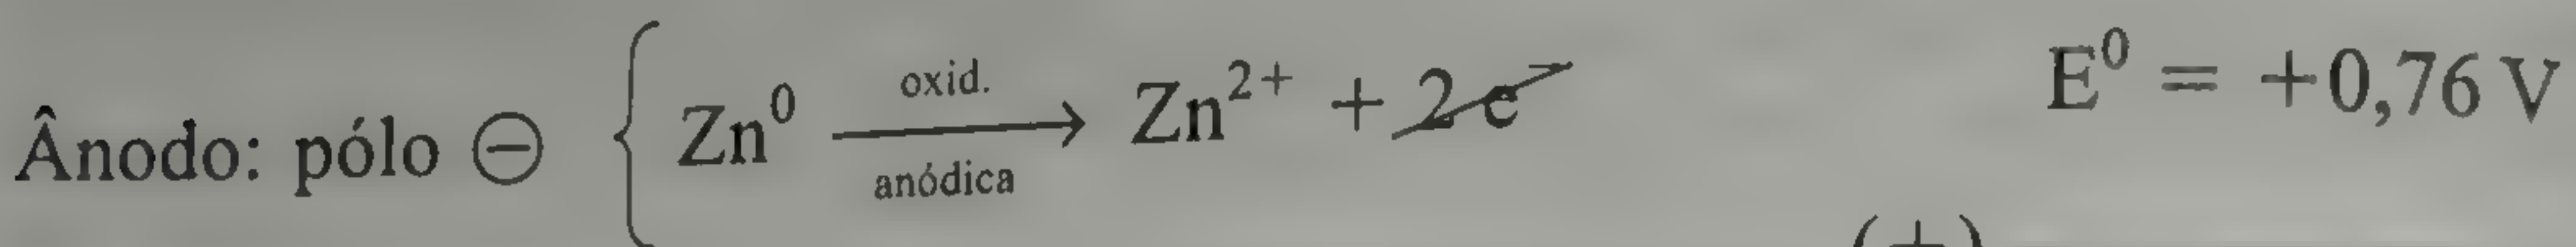 Ânodo: pólo ⊖ { Zn⁰ oxid. anódica → Zn²⁺ + 2 e⁻ E⁰ = +0,76 V
(+)